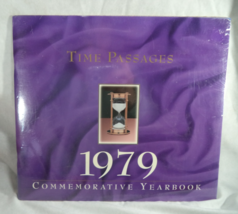 TIME PASSAGES
1979
COMMEMORATIVE YEARBOOK